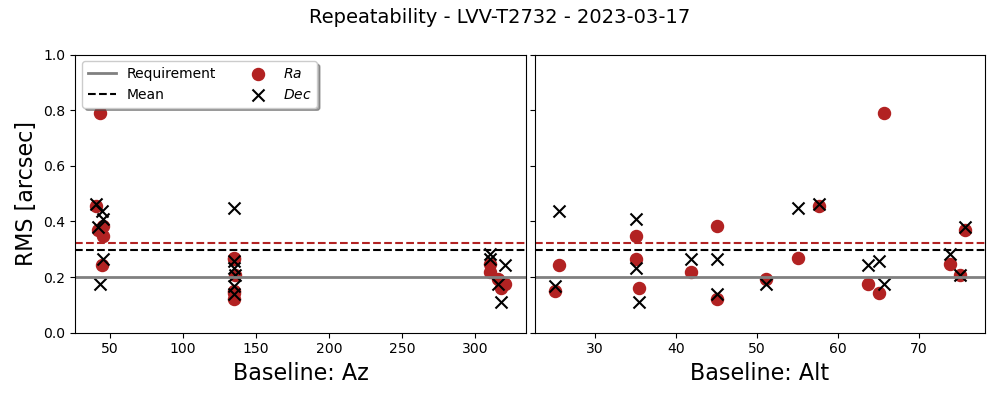 Repeatability - LVV-T2732 - 2023-03-17
RMS [arcsec]
1.0
0.8
0.6
0.4
0.2
0.0
Requirement
Mean
Ra
Dec
50 100 150 200 250 300
30 40 50 60 70
Baseline: Az
Baseline: Alt